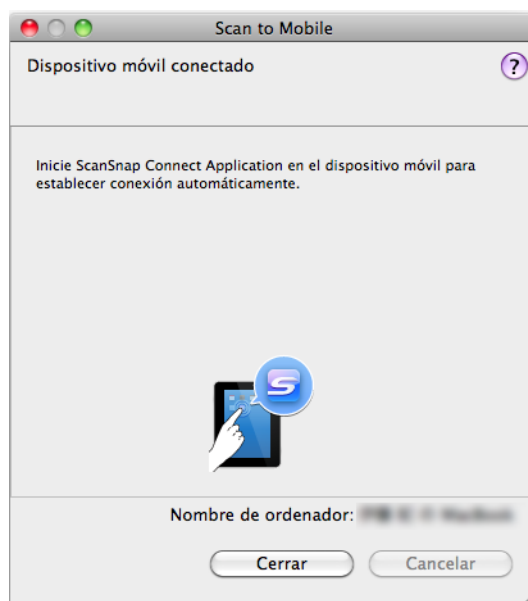 Scan to Mobile
Dispositivo móvil conectado
?
Inicie ScanSnap Connect Application en el dispositivo móvil para
establecer conexión automáticamente.
S
Nombre de ordenador:
Cerrar
Cancelar